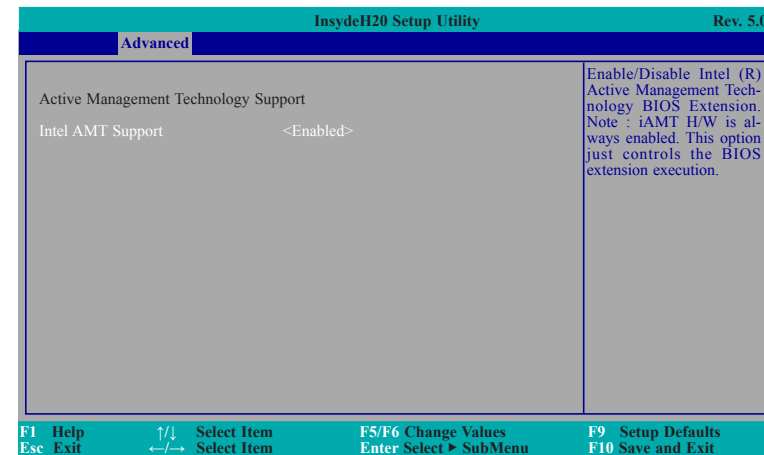 InsydeH20 Setup Utility Rev. 5.0
Advanced
Active Management Technology Support
Intel AMT Support <Enabled>
Enable/Disable Intel (R)
Active Management Tech-
nology BIOS Extension.
Note : iAMT H/W is al-
ways enabled. This option
just controls the BIOS
extension execution.
F1 Help ↑/↓ Select Item F5/F6 Change Values F9 Setup Defaults
Esc Exit ←/→ Select Item Enter Select ► SubMenu F10 Save and Exit